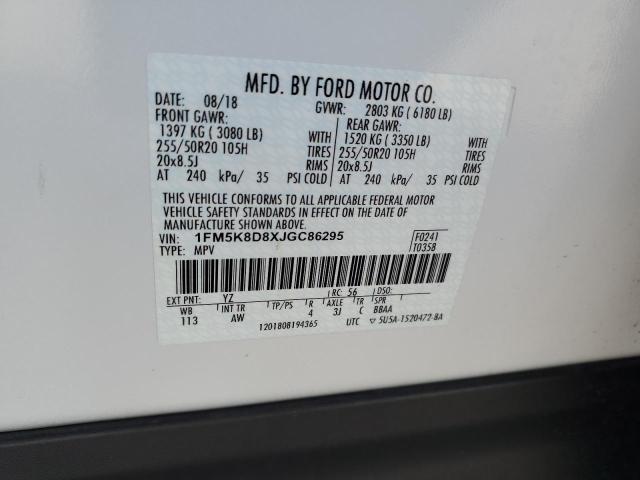 MFD. BY FORD MOTOR CO.
DATE: 08/18 GVWR: 2803 KG ( 6180 LB)
FRONT GAWR: REAR GAWR:
1397 KG ( 3080 LB) WITH 1520 KG ( 3350 LB) WITH
255/50R20 105H TIRES 255/50R20 105H TIRES
20x8.5J RIMS 20x8.5J RIMS
AT 240 kPa/ 35 PSI COLD AT 240 kPa/ 35 PSI COLD
THIS VEHICLE CONFORMS TO ALL APPLICABLE FEDERAL MOTOR
VEHICLE SAFETY STANDARDS IN EFFECT ON THE DATE OF
MANUFACTURE SHOWN ABOVE.
VIN: 1FM5K8D8XJGC86295 F0241
TYPE: MPV T0358
EXT PNT: YZ RC: 56 DSO:
WB INT TR TP/PS R AXLE TR SPR
113 AW 4 3J C BBAA
1201808194365 UTC ▽ 5U5A-1520472-BA